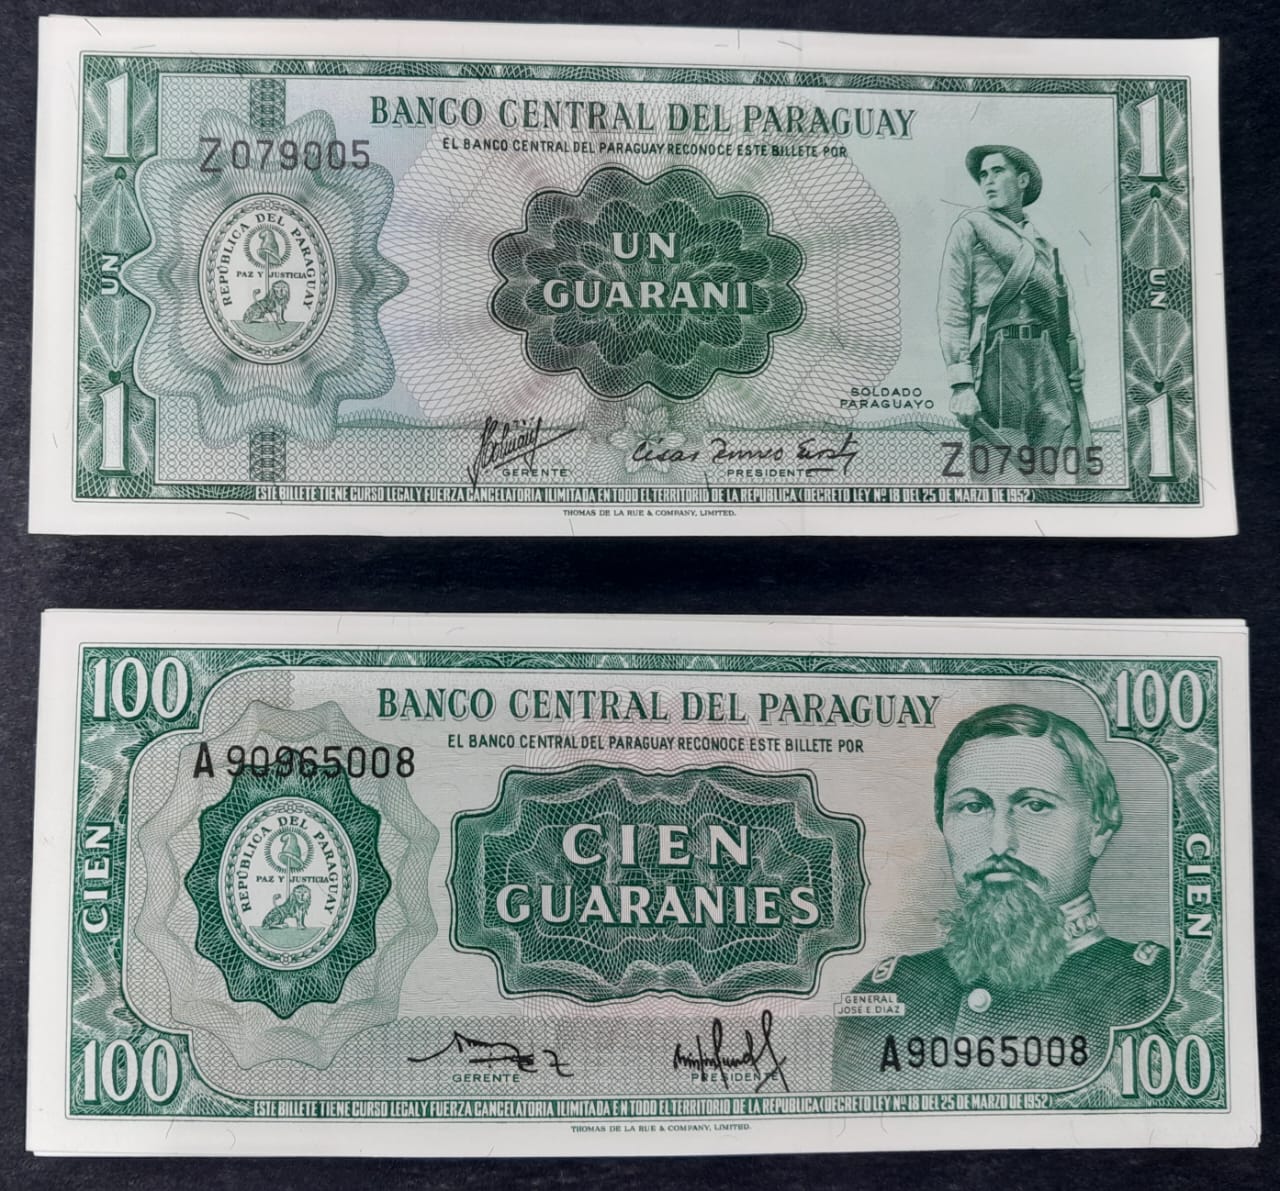 1
1
BANCO CENTRAL DEL PARAGUAY
EL BANCO CENTRAL DEL PARAGUAY RECONOCE ESTE BILLETE POR
Z079005
REPÚBLICA DEL PARAGUAY
PAZ Y JUSTICIA
UN
UN
UN
GUARANI
SOLDADO
PARAGUAYO
1
1
GERENTE
PRESIDENTE
Z079005
ESTE BILLETE TIENE CURSO LEGAL Y FUERZA CANCELATORIA ILIMITADA EN TODO EL TERRITORIO DE LA REPUBLICA (DECRETO LEY Nº 18 DEL 25 DE MARZO DE 1952)
THOMAS DE LA RUE & COMPANY, LIMITED.
100
100
BANCO CENTRAL DEL PARAGUAY
EL BANCO CENTRAL DEL PARAGUAY RECONOCE ESTE BILLETE POR
A90965008
REPÚBLICA DEL PARAGUAY
PAZ Y JUSTICIA
CIEN
CIEN
CIEN
GUARANIES
GENERAL
JOSE E DIAZ
100
100
GERENTE
PRESIDENTE
A90965008
ESTE BILLETE TIENE CURSO LEGAL Y FUERZA CANCELATORIA ILIMITADA EN TODO EL TERRITORIO DE LA REPUBLICA (DECRETO LEY Nº 18 DEL 25 DE MARZO DE 1952)
THOMAS DE LA RUE & COMPANY, LIMITED.